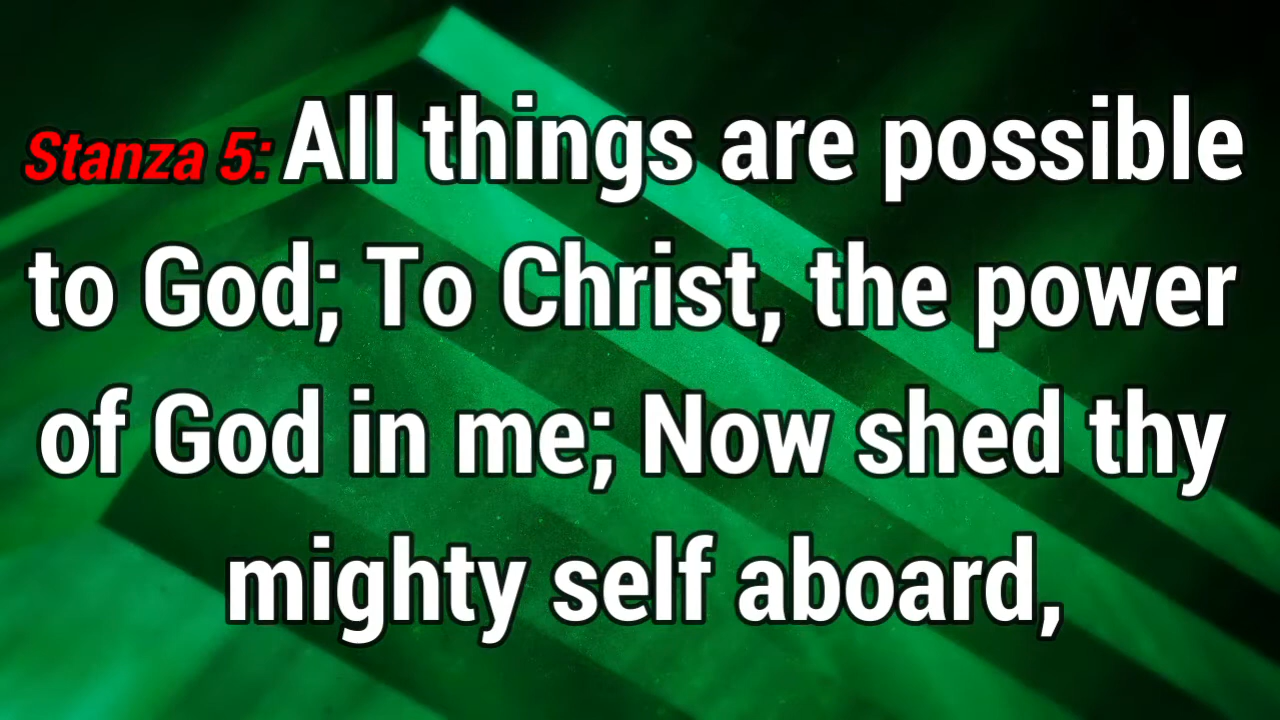 Stanza 5: All things are possible
to God; To Christ, the power
of God in me; Now shed thy
mighty self aboard,